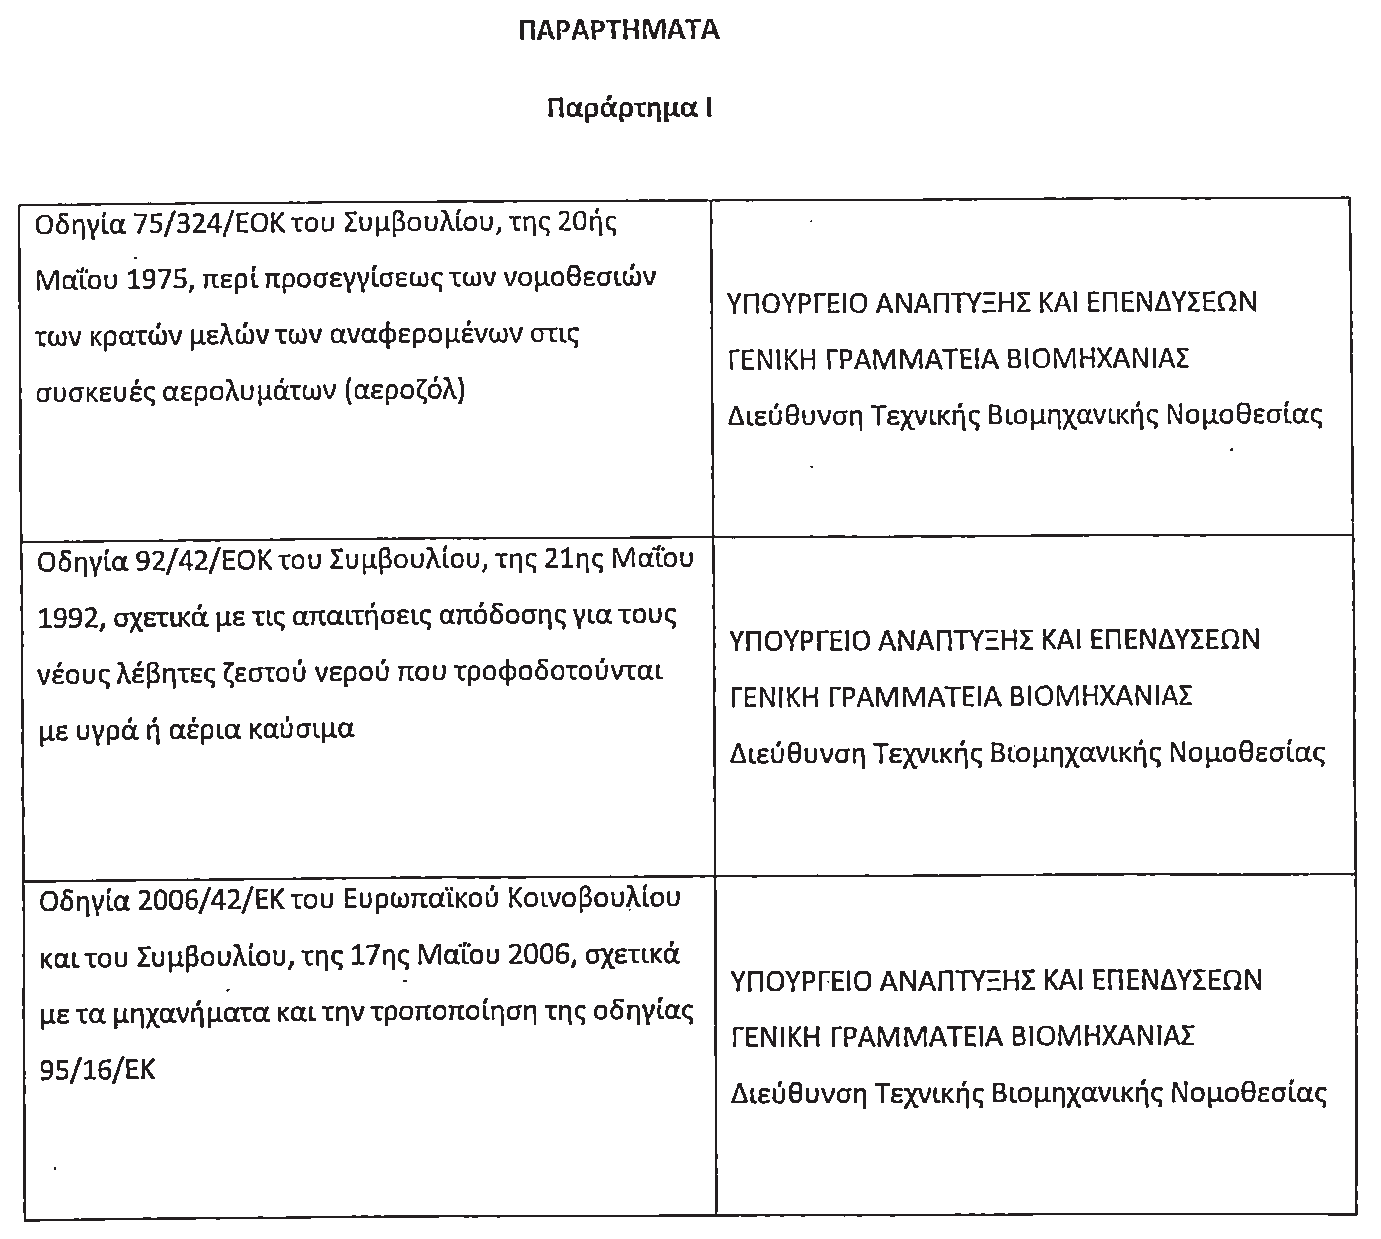 ΠΑΡΑΡΤΗΜΑΤΑ
Παράρτημα Ι
Οδηγία 75/324/ΕΟΚ του Συμβουλίου, της 20ής
Μαΐου 1975, περί προσεγγίσεως των νομοθεσιών
των κρατών μελών των αναφερομένων στις
συσκευές αερολυμάτων (αεροζόλ)
ΥΠΟΥΡΓΕΙΟ ΑΝΑΠΤΥΞΗΣ ΚΑΙ ΕΠΕΝΔΥΣΕΩΝ
ΓΕΝΙΚΗ ΓΡΑΜΜΑΤΕΙΑ ΒΙΟΜΗΧΑΝΙΑΣ
Διεύθυνση Τεχνικής Βιομηχανικής Νομοθεσίας
Οδηγία 92/42/ΕΟΚ του Συμβουλίου, της 21ης Μαΐου
1992, σχετικά με τις απαιτήσεις απόδοσης για τους
νέους λέβητες ζεστού νερού που τροφοδοτούνται
με υγρά ή αέρια καύσιμα
ΥΠΟΥΡΓΕΙΟ ΑΝΑΠΤΥΞΗΣ ΚΑΙ ΕΠΕΝΔΥΣΕΩΝ
ΓΕΝΙΚΗ ΓΡΑΜΜΑΤΕΙΑ ΒΙΟΜΗΧΑΝΙΑΣ
Διεύθυνση Τεχνικής Βιομηχανικής Νομοθεσίας
Οδηγία 2006/42/ΕΚ του Ευρωπαϊκού Κοινοβουλίου
και του Συμβουλίου, της 17ης Μαΐου 2006, σχετικά
με τα μηχανήματα και την τροποποίηση της οδηγίας
95/16/ΕΚ
ΥΠΟΥΡΓΕΙΟ ΑΝΑΠΤΥΞΗΣ ΚΑΙ ΕΠΕΝΔΥΣΕΩΝ
ΓΕΝΙΚΗ ΓΡΑΜΜΑΤΕΙΑ ΒΙΟΜΗΧΑΝΙΑΣ
Διεύθυνση Τεχνικής Βιομηχανικής Νομοθεσίας